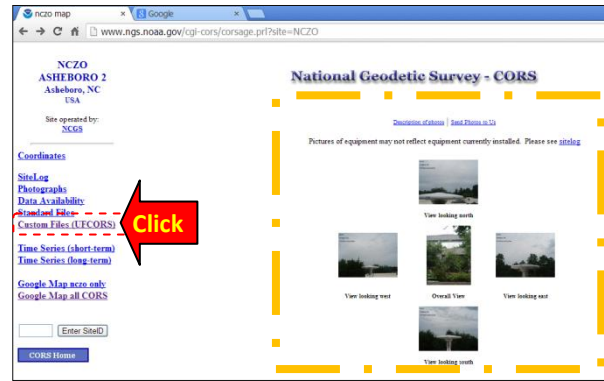 nczo map
Google
www.ngs.noaa.gov/cgi-cors/corsage.prl?site=NCZO
NCZO
ASHEBORO 2
Asheboro, NC
USA
Site operated by:
NCGS
Coordinates
SiteLog
Photographs
Data Availability
Standard Files
Custom Files (UFCORS)
Click
Time Series (short-term)
Time Series (long-term)
Google Map nczo only
Google Map all CORS
Enter SiteID
CORS Home
National Geodetic Survey - CORS
Description of photos | Send Photos to Us
Pictures of equipment may not reflect equipment currently installed. Please see sitelog
View looking north
View looking west
Overall View
View looking east
View looking south